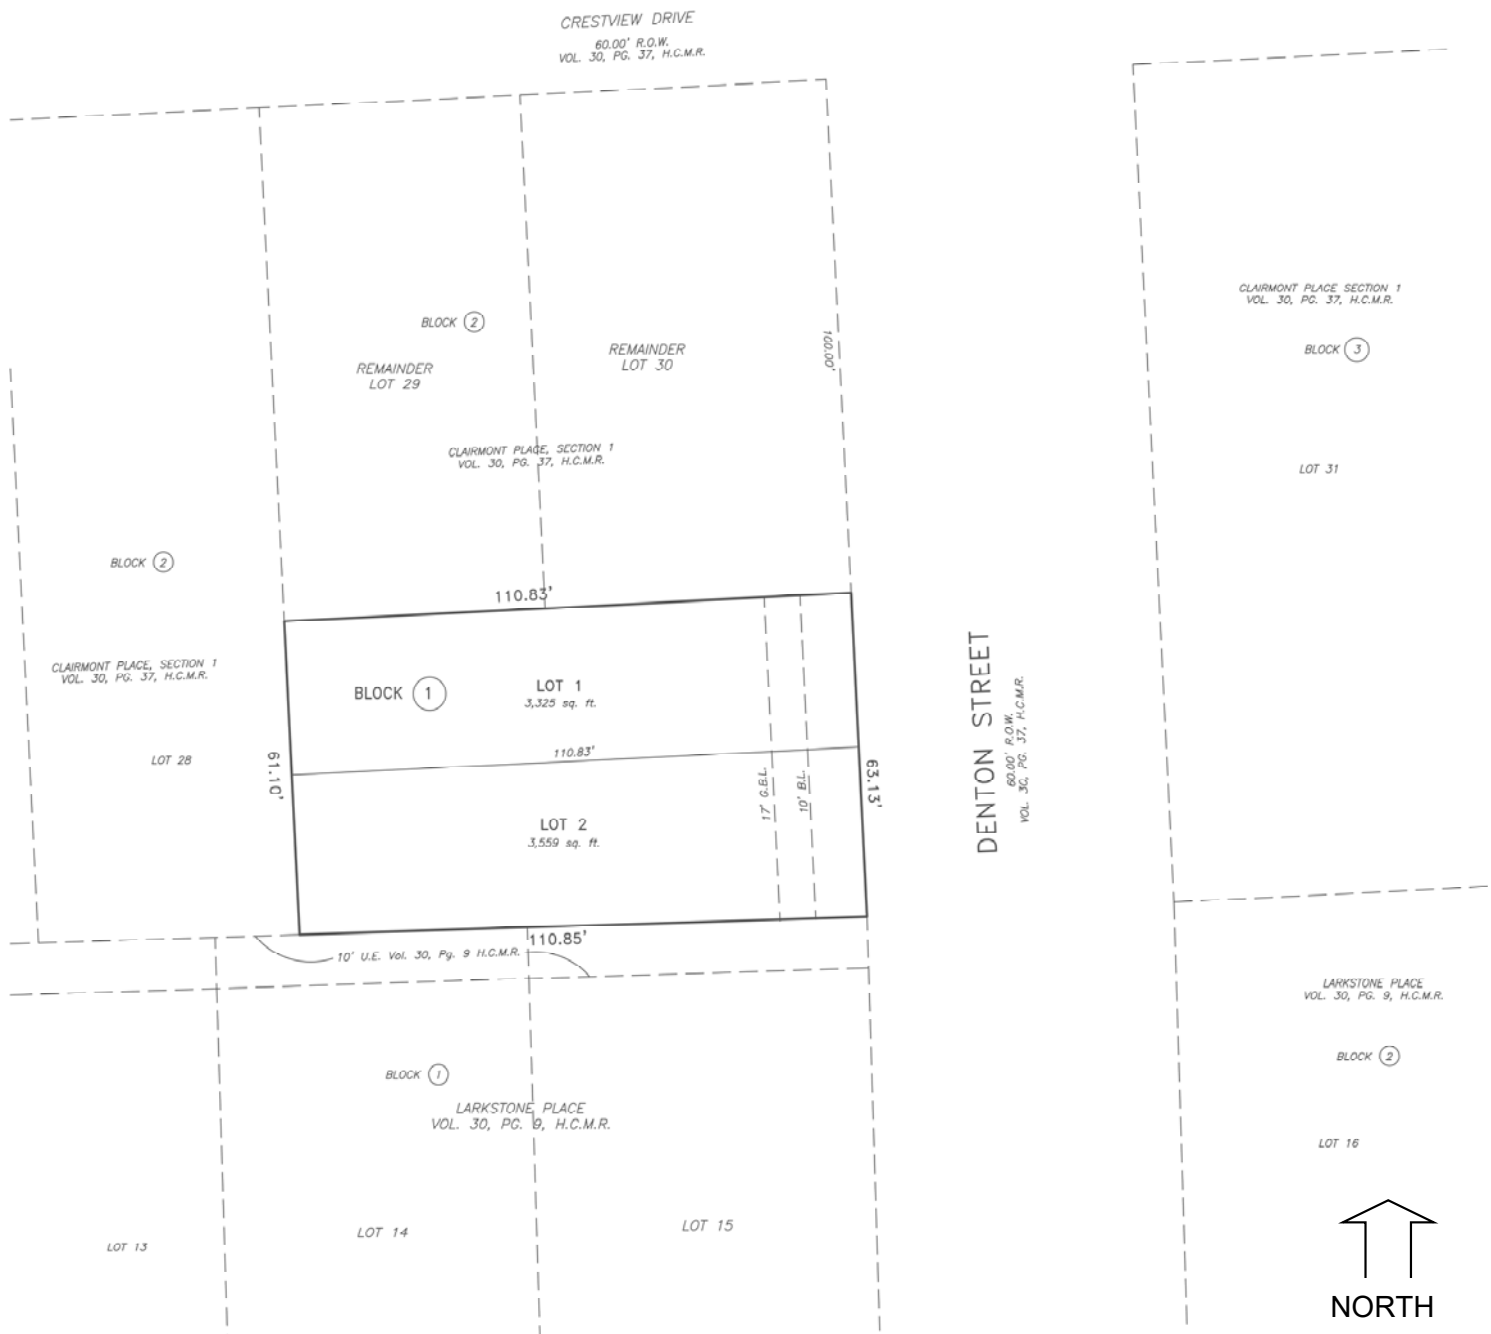 CRESTVIEW DRIVE
60.00' R.O.W.
VOL. 30, PG. 37, H.C.M.R.
CLAIRMONT PLACE SECTION 1
VOL. 30, PG. 37, H.C.M.R.
BLOCK 3
LOT 31
BLOCK 2
REMAINDER
LOT 29
REMAINDER
LOT 30
100.00'
CLAIRMONT PLACE, SECTION 1
VOL. 30, PG. 37, H.C.M.R.
BLOCK 2
CLAIRMONT PLACE, SECTION 1
VOL. 30, PG. 37, H.C.M.R.
LOT 28
110.83'
BLOCK 1
LOT 1
3,325 sq. ft.
110.83'
61.10'
LOT 2
3,559 sq. ft.
17' G.B.L.
10' B.L.
63.13'
DENTON STREET
60.00' R.O.W.
VOL. 30, PG. 37, H.C.M.R.
110.85'
10' U.E. Vol. 30, Pg. 9 H.C.M.R.
BLOCK 1
LARKSTONE PLACE
VOL. 30, PG. 9, H.C.M.R.
LOT 13
LOT 14
LOT 15
LARKSTONE PLACE
VOL. 30, PG. 9, H.C.M.R.
BLOCK 2
LOT 16
NORTH